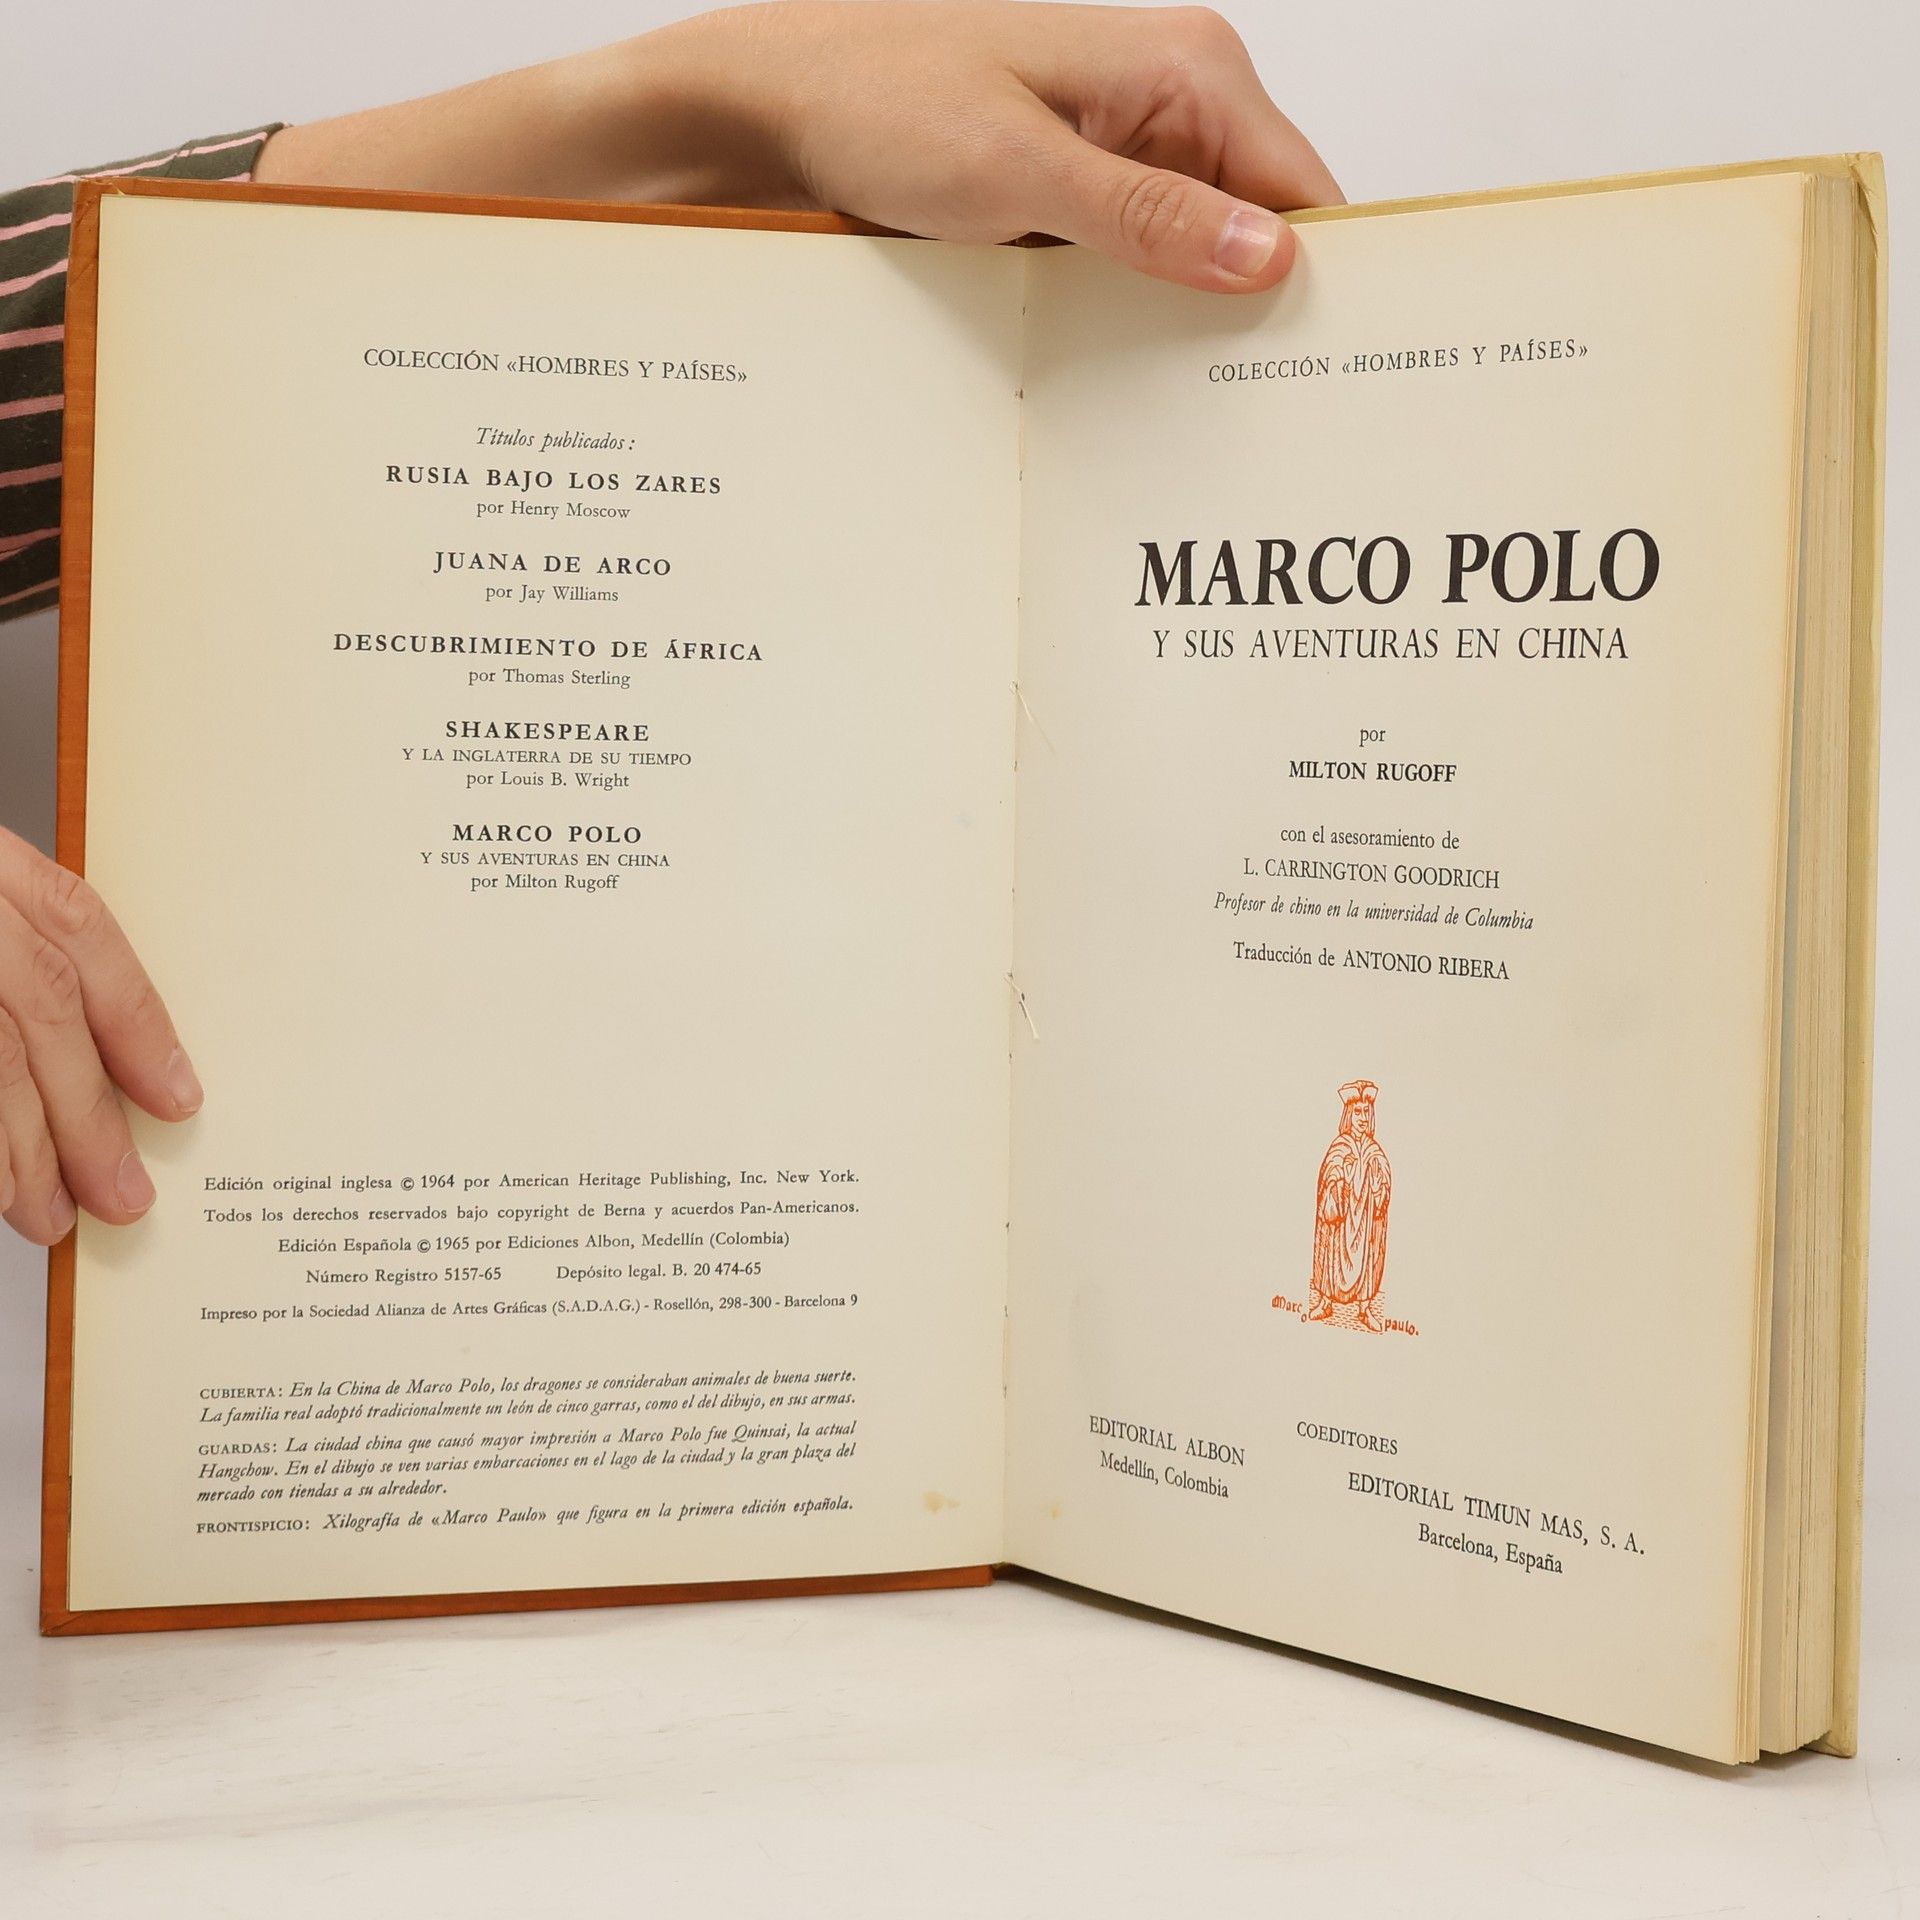 COLECCIÓN «HOMBRES Y PAÍSES»
Títulos publicados:
RUSIA BAJO LOS ZARES
por Henry Moscow
JUANA DE ARCO
por Jay Williams
DESCUBRIMIENTO DE ÁFRICA
por Thomas Sterling
SHAKESPEARE
Y LA INGLATERRA DE SU TIEMPO
por Louis B. Wright
MARCO POLO
Y SUS AVENTURAS EN CHINA
por Milton Rugoff
Edición original inglesa © 1964 por American Heritage Publishing, Inc. New York.
Todos los derechos reservados bajo copyright de Berna y acuerdos Pan-Americanos.
Edición Española © 1965 por Ediciones Albon, Medellín (Colombia)
Número Registro 5157-65 Depósito legal. B. 20 474-65
Impreso por la Sociedad Alianza de Artes Gráficas (S.A.D.A.G.) - Rosellón, 298-300 - Barcelona 9
CUBIERTA: En la China de Marco Polo, los dragones se consideraban animales de buena suerte.
La familia real adoptó tradicionalmente un león de cinco garras, como el del dibujo, en sus armas.
GUARDAS: La ciudad china que causó mayor impresión a Marco Polo fue Quinsai, la actual
Hangchow. En el dibujo se ven varias embarcaciones en el lago de la ciudad y la gran plaza del
mercado con tiendas a su alrededor.
FRONTISPICIO: Xilografía de «Marco Paulo» que figura en la primera edición española.
COLECCIÓN «HOMBRES Y PAÍSES»
MARCO POLO
Y SUS AVENTURAS EN CHINA
por
MILTON RUGOFF
con el asesoramiento de
L. CARRINGTON GOODRICH
Profesor de chino en la universidad de Columbia
Traducción de ANTONIO RIBERA
Marco paulo.
COEDITORES
EDITORIAL ALBON
Medellín, Colombia
EDITORIAL TIMUN MAS, S. A.
Barcelona, España